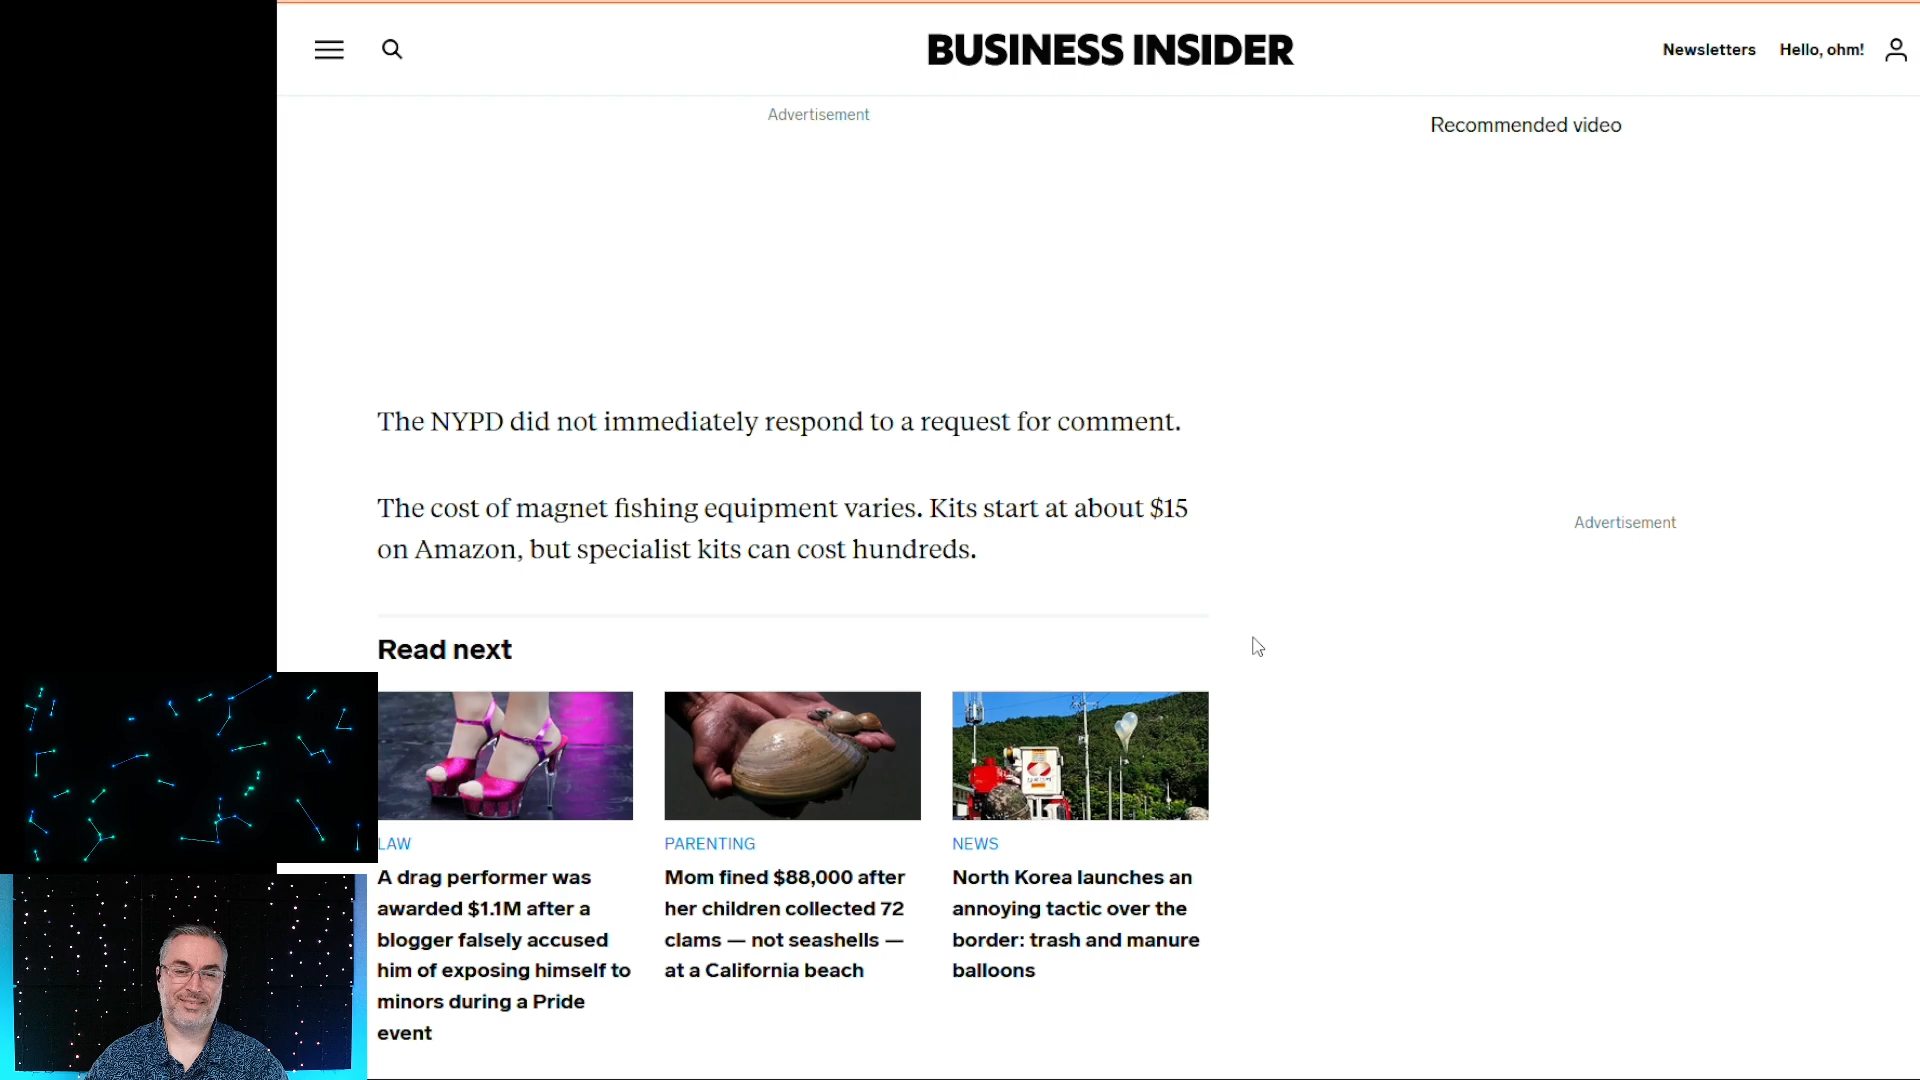 BUSINESS INSIDER
Newsletters
Hello, ohm!
Advertisement
Recommended video
The NYPD did not immediately respond to a request for comment.
The cost of magnet fishing equipment varies. Kits start at about $15
on Amazon, but specialist kits can cost hundreds.
Advertisement
Read next
LAW
A drag performer was
awarded $1.1M after a
blogger falsely accused
him of exposing himself to
minors during a Pride
event
PARENTING
Mom fined $88,000 after
her children collected 72
clams — not seashells —
at a California beach
NEWS
North Korea launches an
annoying tactic over the
border: trash and manure
balloons